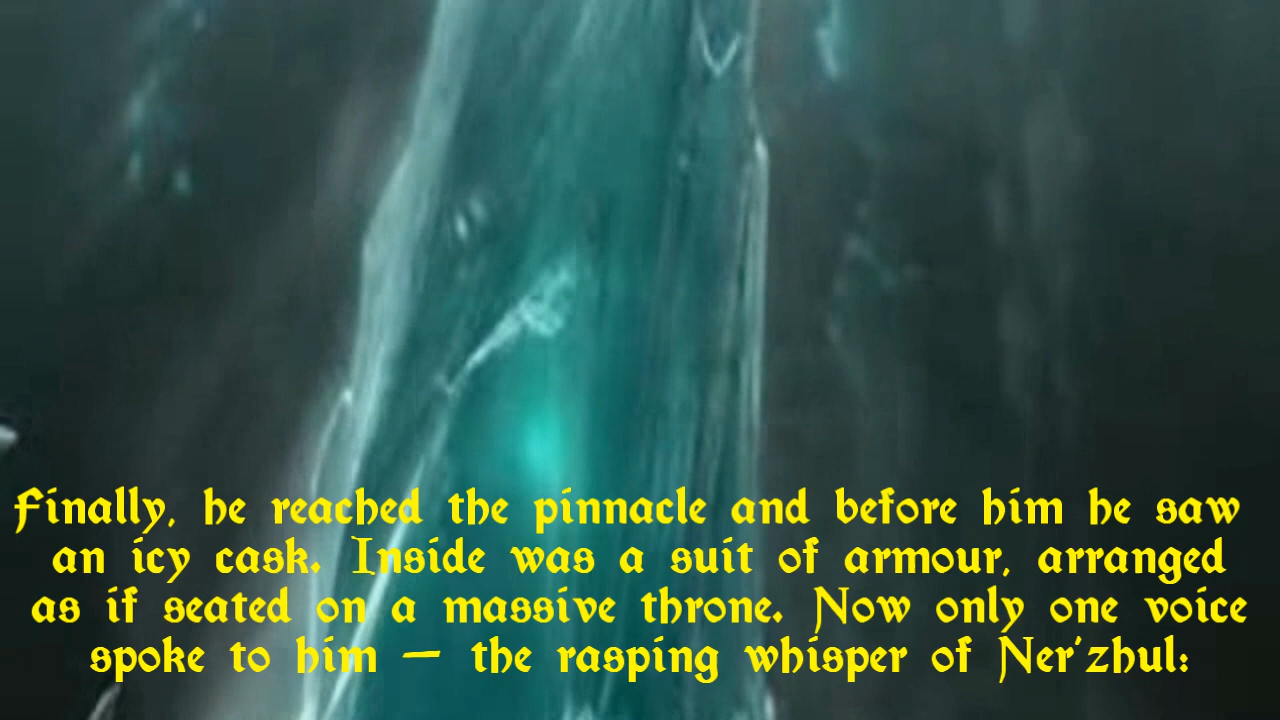 Finally, he reached the pinnacle and before him he saw
an icy cask. Inside was a suit of armour, arranged
as if seated on a massive throne. Now only one voice
spoke to him — the rasping whisper of Ner'zhul: